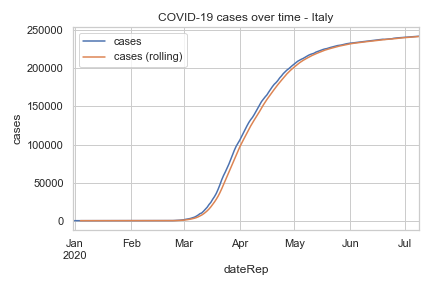 COVID-19 cases over time - Italy
cases
cases (rolling)
250000
200000
150000
100000
50000
0
cases
Jan
2020
Feb
Mar
Apr
May
Jun
Jul
dateRep